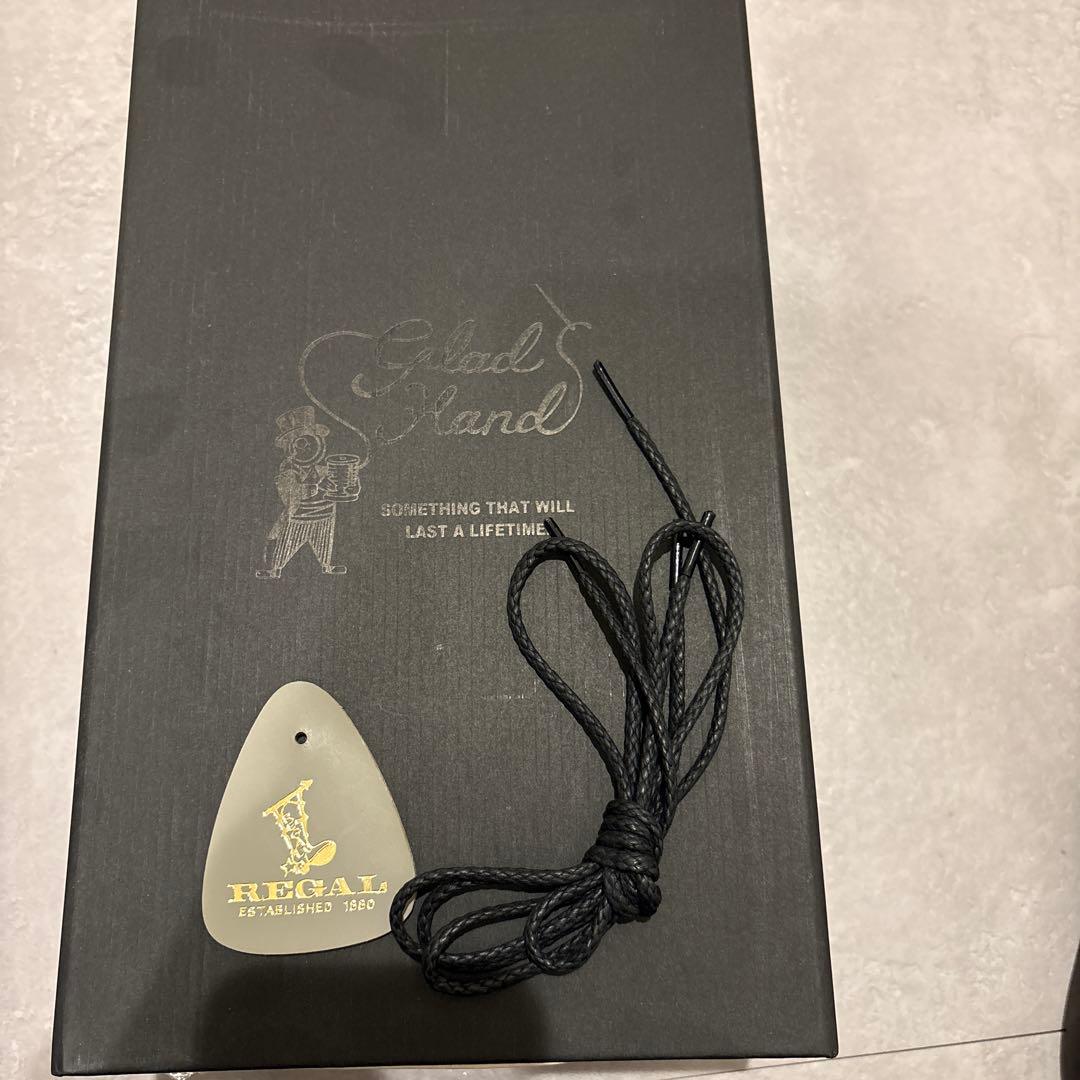 Glad
Hand
SOMETHING THAT WILL
LAST A LIFETIME.
REGAL
ESTABLISHED 1880